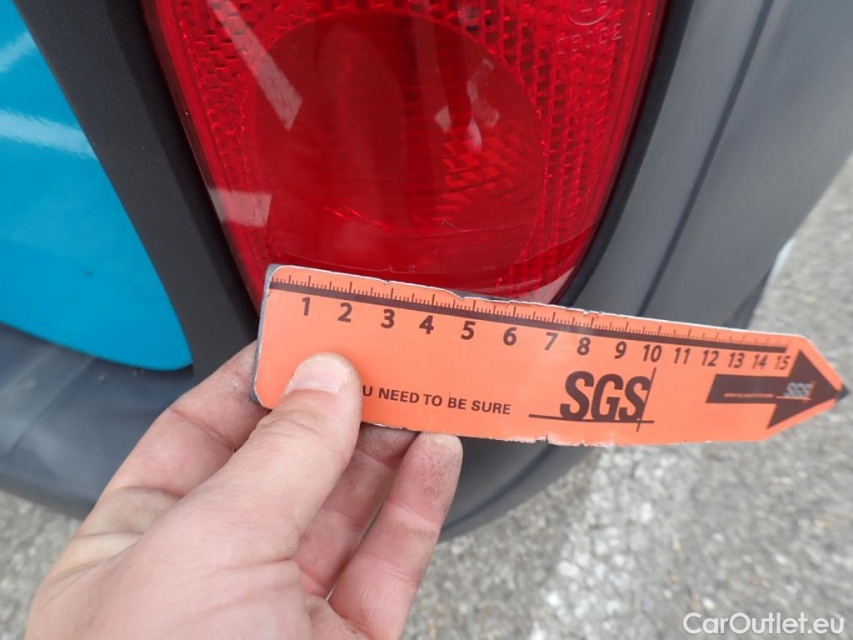 1 2 3 4 5 6 7 8 9 10 11 12 13 14 15
U NEED TO BE SURE
SGS
SGS
CarOutlet.eu